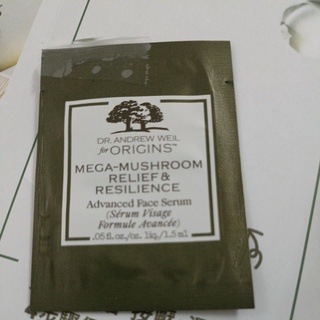 DR. ANDREW WEIL
for ORIGINS™
MEGA-MUSHROOM
RELIEF &
RESILIENCE
Advanced Face Serum
(Sérum Visage
Formule Avancée)
.05 fl.oz./oz. liq./1.5 ml